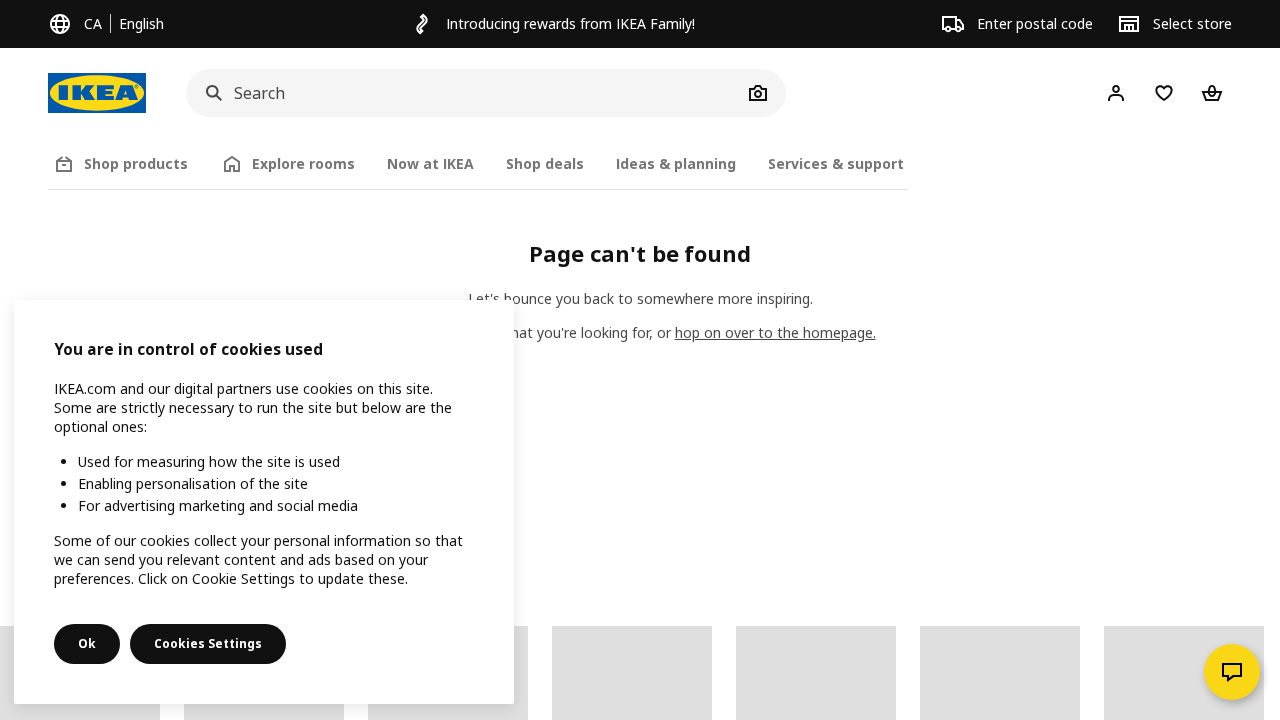 CA English
Introducing rewards from IKEA Family!
Enter postal code
Select store
IKEA
Search
Shop products
Explore rooms
Now at IKEA
Shop deals
Ideas & planning
Services & support
Page can't be found
Let's bounce you back to somewhere more inspiring.
what you're looking for, or hop on over to the homepage.
You are in control of cookies used
IKEA.com and our digital partners use cookies on this site.
Some are strictly necessary to run the site but below are the
optional ones:
Used for measuring how the site is used
Enabling personalisation of the site
For advertising marketing and social media
Some of our cookies collect your personal information so that
we can send you relevant content and ads based on your
preferences. Click on Cookie Settings to update these.
Ok
Cookies Settings